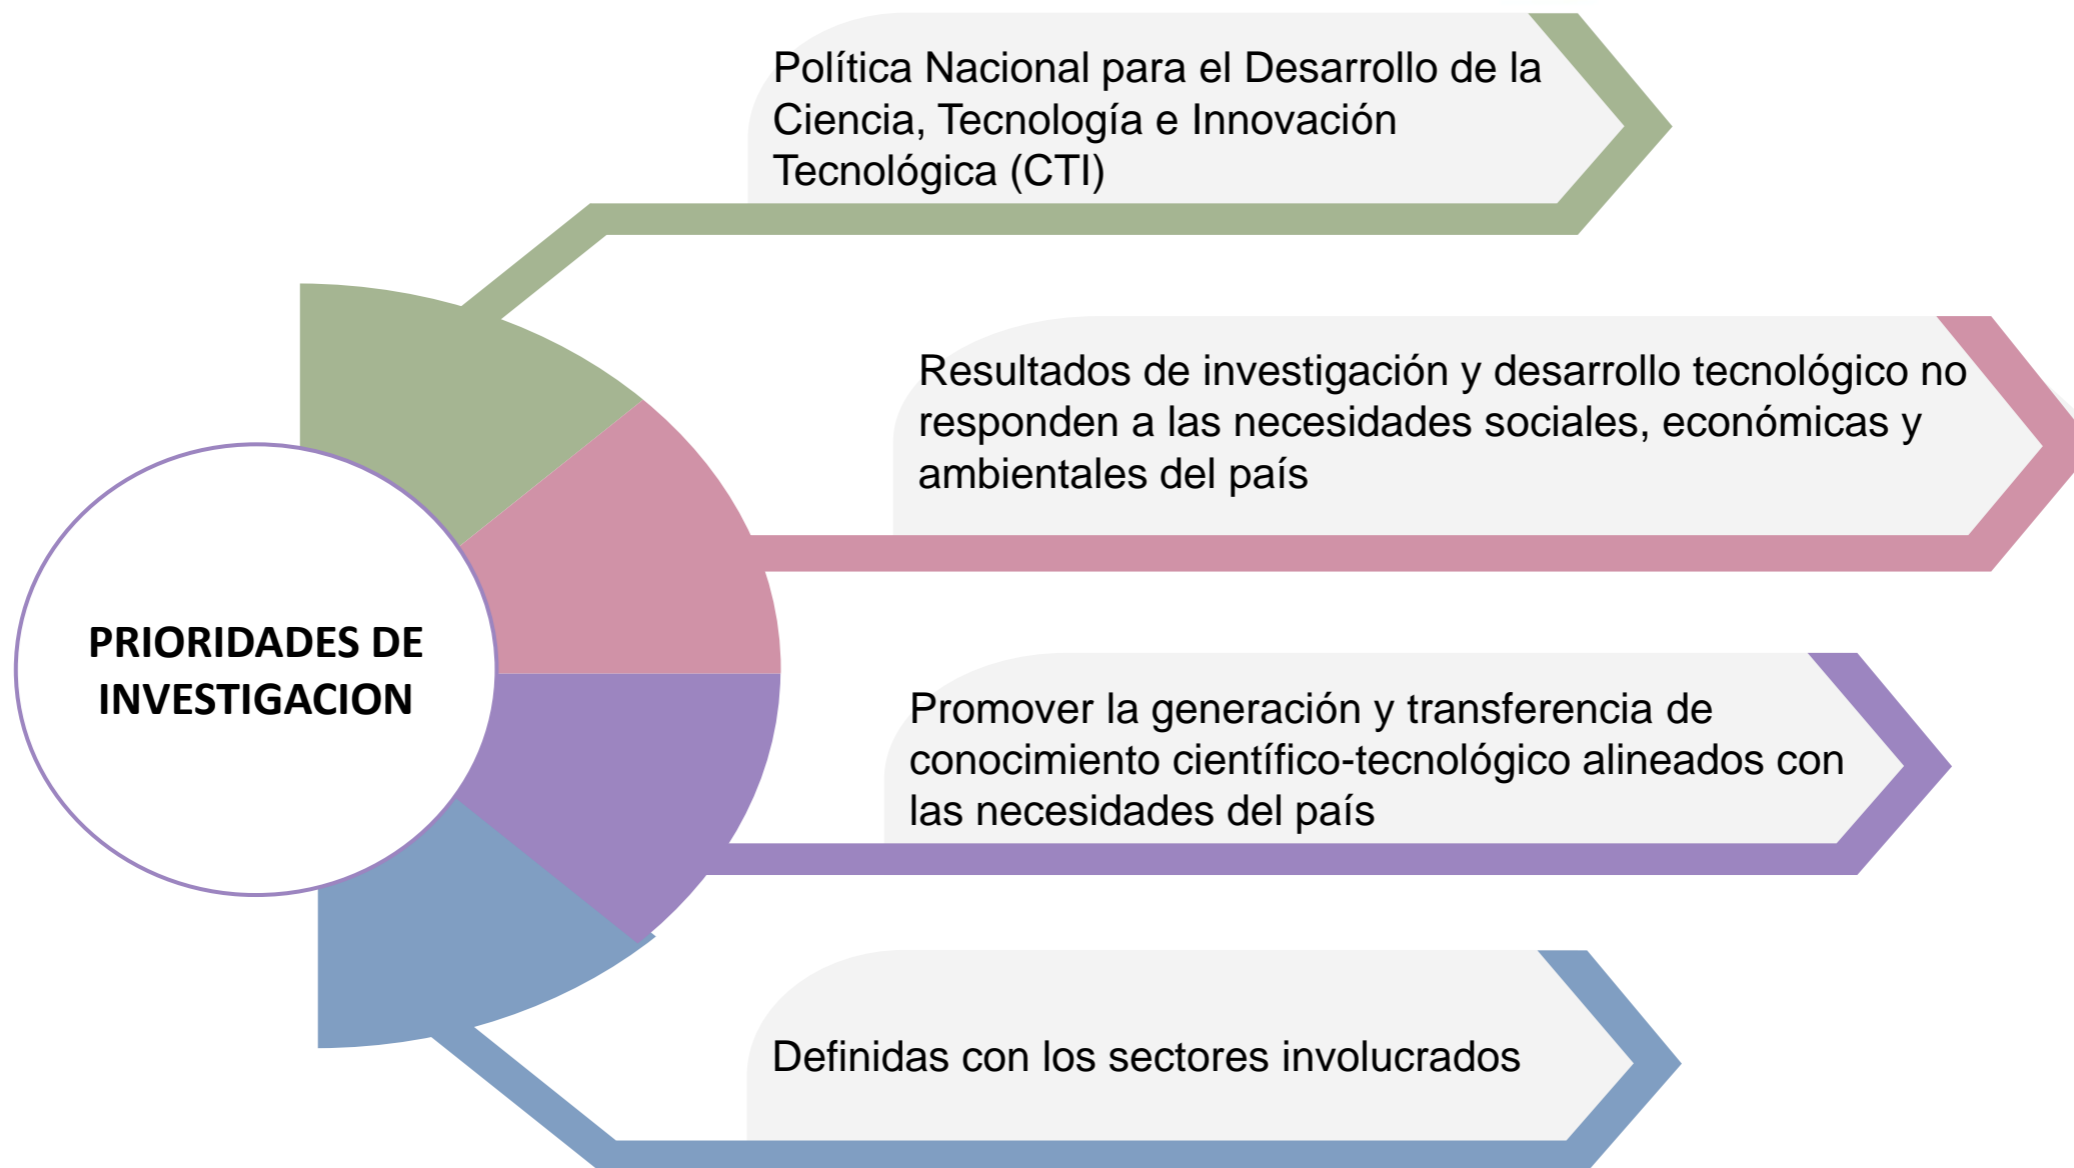 Política Nacional para el Desarrollo de la
Ciencia, Tecnología e Innovación
Tecnológica (CTI)
Resultados de investigación y desarrollo tecnológico no
responden a las necesidades sociales, económicas y
ambientales del país
PRIORIDADES DE
INVESTIGACION
Promover la generación y transferencia de
conocimiento científico-tecnológico alineados con
las necesidades del país
Definidas con los sectores involucrados